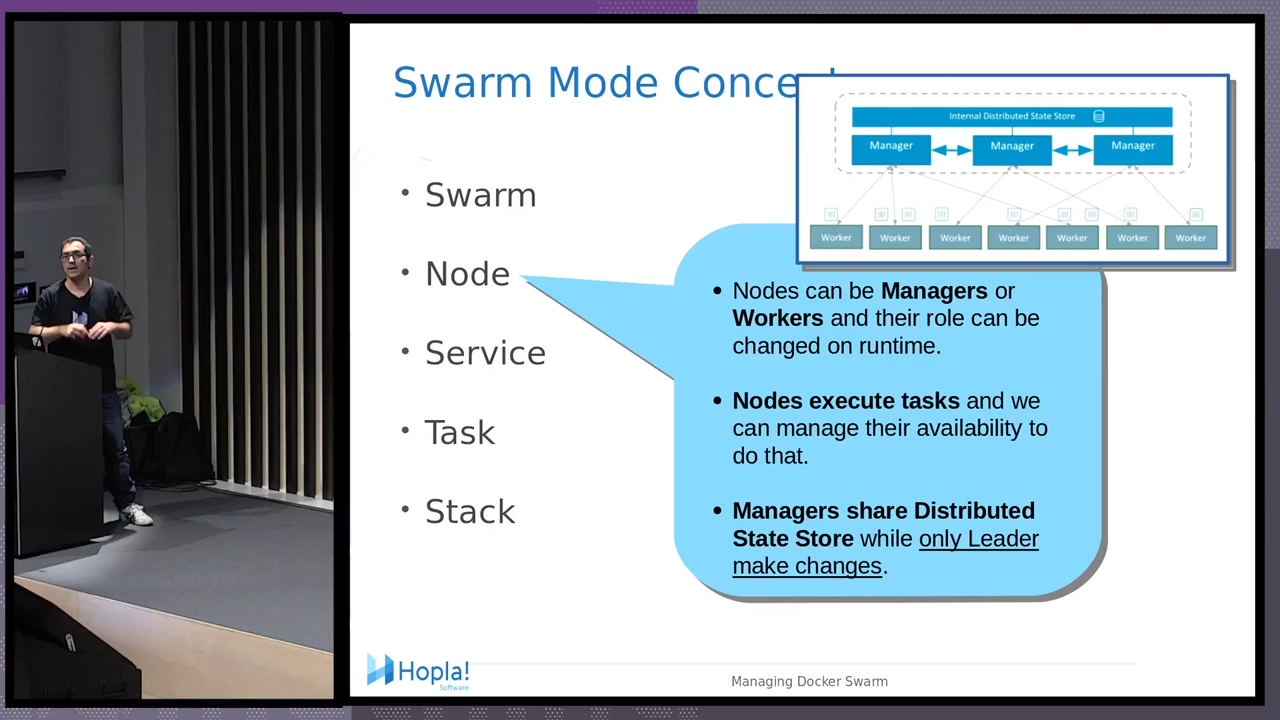 Swarm Mode Concept
Internal Distributed State Store
Manager Manager Manager
Worker Worker Worker Worker Worker Worker Worker
• Swarm
• Node
• Service
• Task
• Stack
• Nodes can be Managers or
Workers and their role can be
changed on runtime.
• Nodes execute tasks and we
can manage their availability to
do that.
• Managers share Distributed
State Store while only Leader
make changes.
Hopla!
Software
Managing Docker Swarm